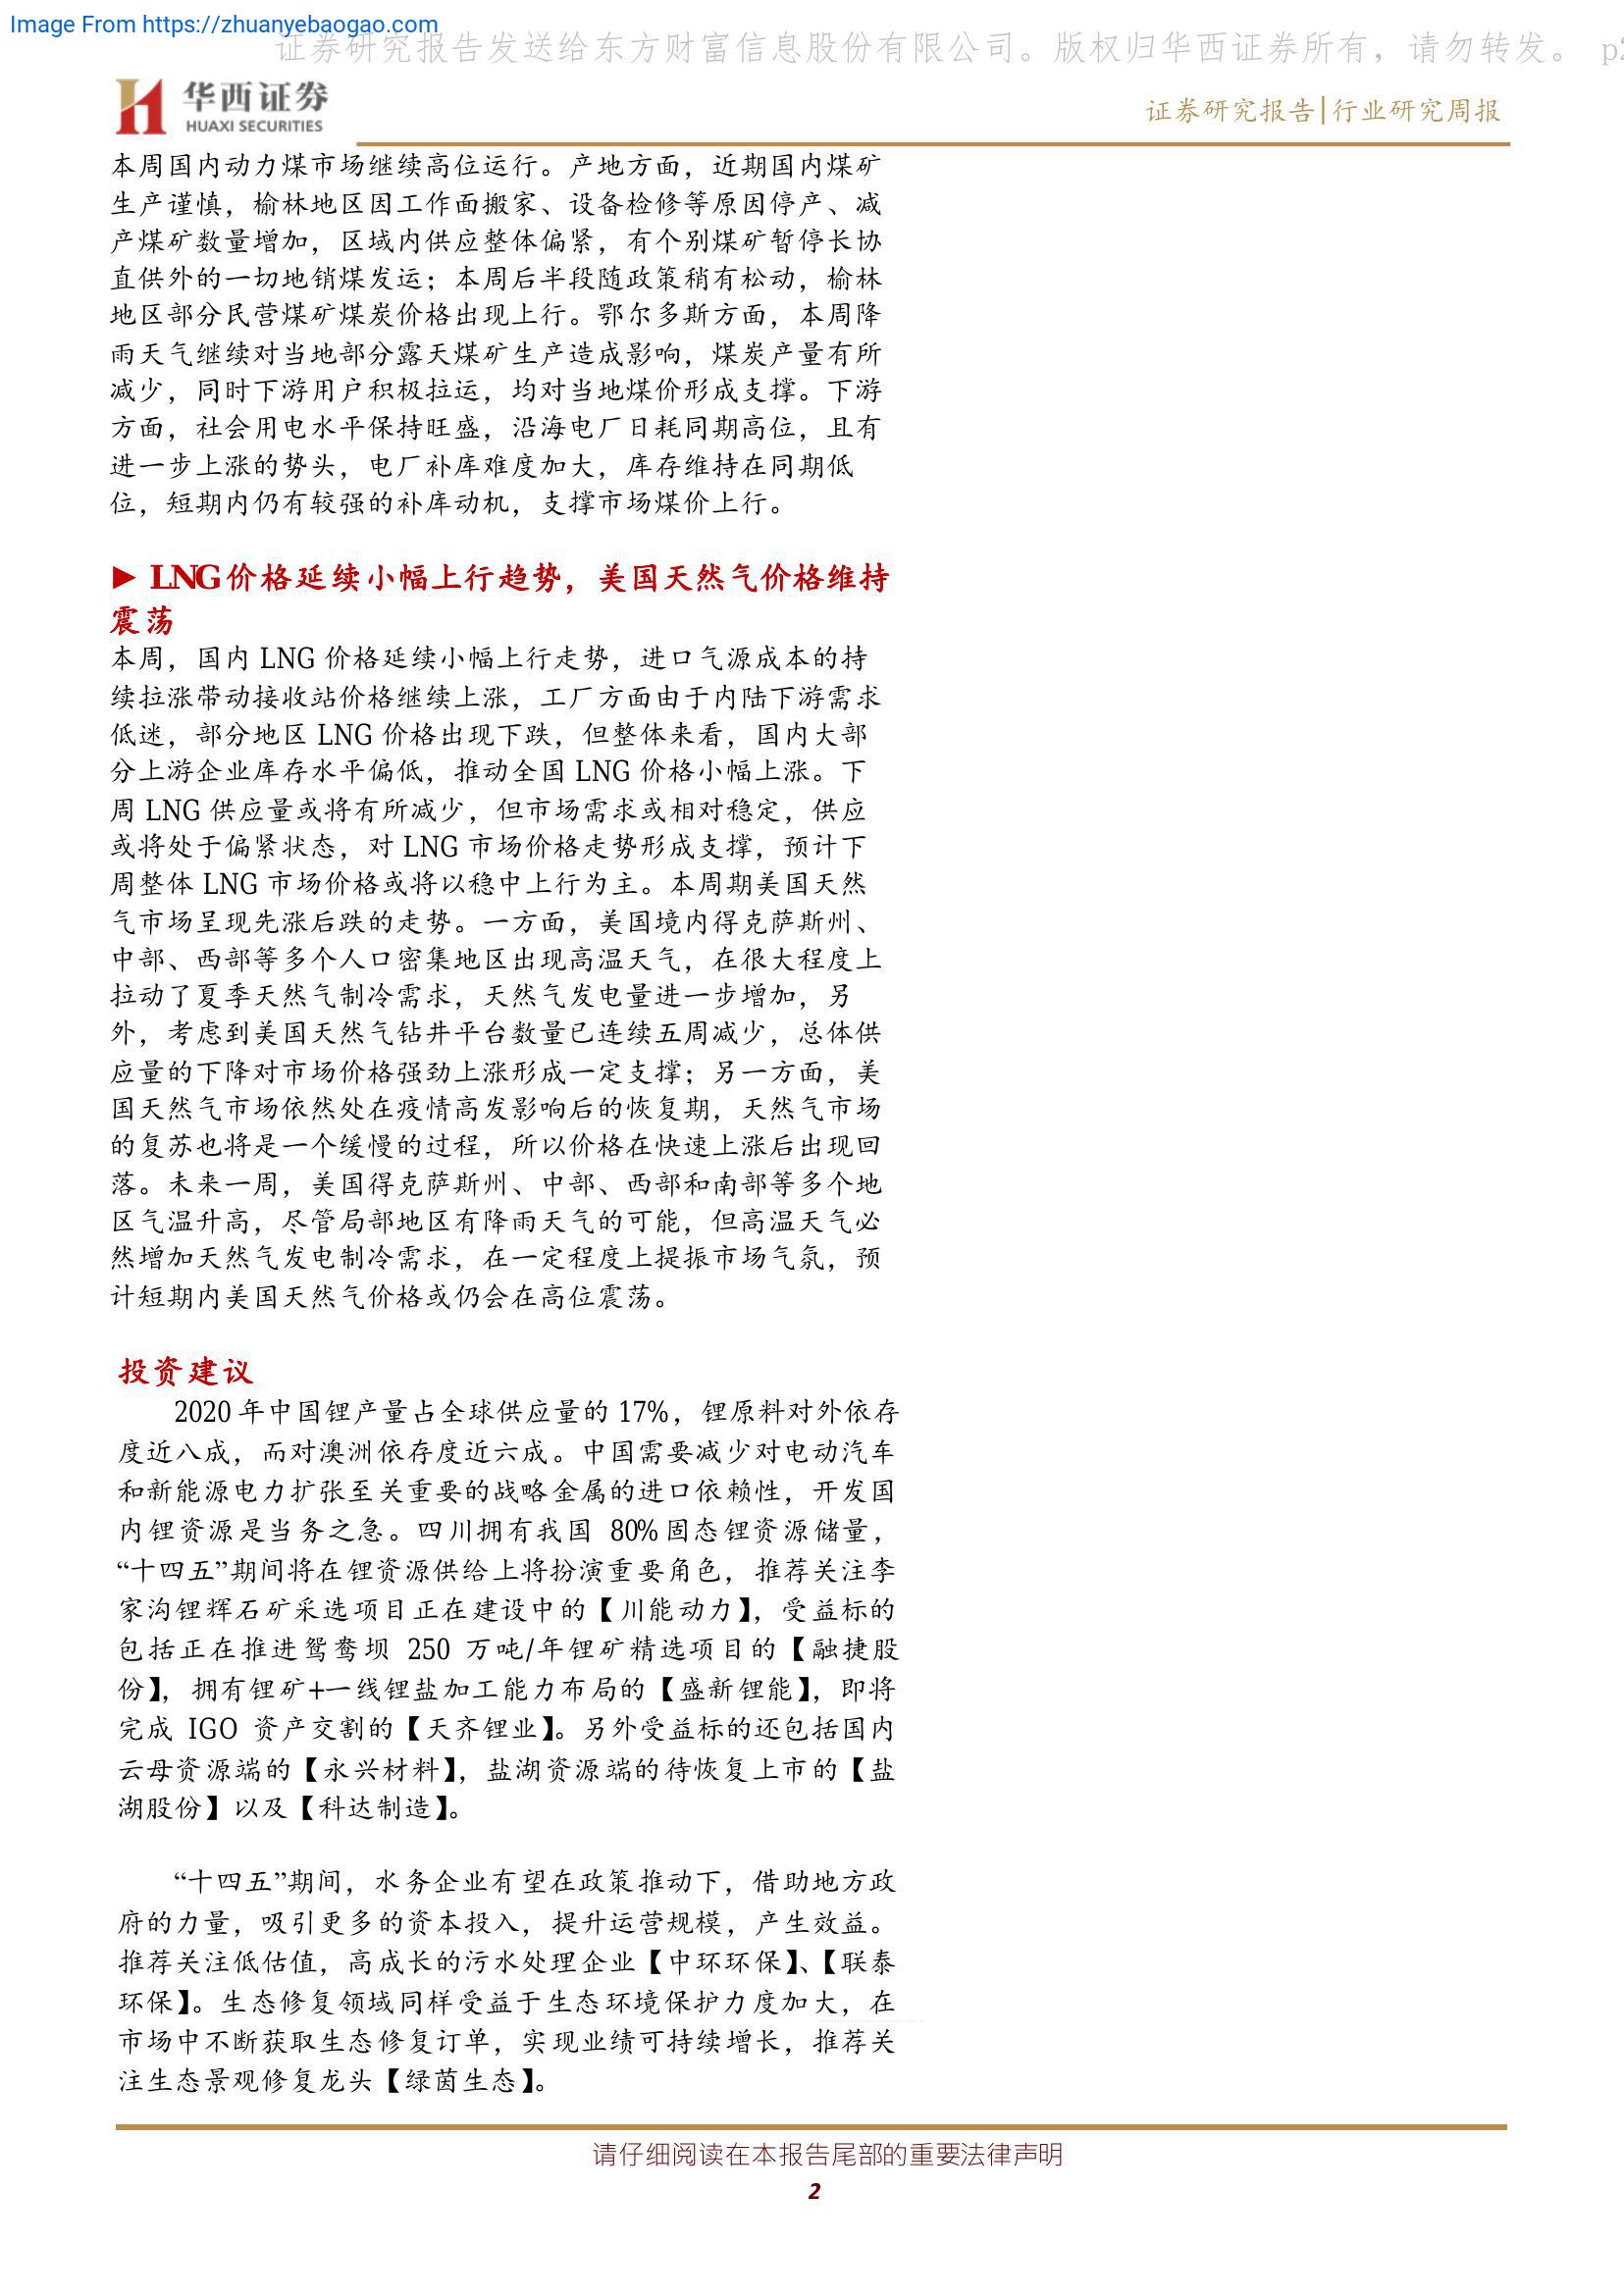 Image From https://zhuanyebaogao.com
证券研究报告发送给东方财富信息股份有限公司。版权归华西证券所有，请勿转发。 p2
华西证券
HUAXI SECURITIES
证券研究报告|行业研究周报
本周国内动力煤市场继续高位运行。产地方面，近期国内煤矿
生产谨慎，榆林地区因工作面搬家、设备检修等原因停产、减
产煤矿数量增加，区域内供应整体偏紧，有个别煤矿暂停长协
直供外的一切地销煤发运；本周后半段随政策稍有松动，榆林
地区部分民营煤矿煤炭价格出现上行。鄂尔多斯方面，本周降
雨天气继续对当地部分露天煤矿生产造成影响，煤炭产量有所
减少，同时下游用户积极拉运，均对当地煤价形成支撑。下游
方面，社会用电水平保持旺盛，沿海电厂日耗同期高位，且有
进一步上涨的势头，电厂补库难度加大，库存维持在同期低
位，短期内仍有较强的补库动机，支撑市场煤价上行。
► LNG价格延续小幅上行趋势，美国天然气价格维持
震荡
本周，国内 LNG 价格延续小幅上行走势，进口气源成本的持
续拉涨带动接收站价格继续上涨，工厂方面由于内陆下游需求
低迷，部分地区 LNG 价格出现下跌，但整体来看，国内大部
分上游企业库存水平偏低，推动全国 LNG 价格小幅上涨。下
周 LNG 供应量或将有所减少，但市场需求或相对稳定，供应
或将处于偏紧状态，对 LNG 市场价格走势形成支撑，预计下
周整体 LNG 市场价格或将以稳中上行为主。本周期美国天然
气市场呈现先涨后跌的走势。一方面，美国境内得克萨斯州、
中部、西部等多个人口密集地区出现高温天气，在很大程度上
拉动了夏季天然气制冷需求，天然气发电量进一步增加，另
外，考虑到美国天然气钻井平台数量已连续五周减少，总体供
应量的下降对市场价格强劲上涨形成一定支撑；另一方面，美
国天然气市场依然处在疫情高发影响后的恢复期，天然气市场
的复苏也将是一个缓慢的过程，所以价格在快速上涨后出现回
落。未来一周，美国得克萨斯州、中部、西部和南部等多个地
区气温升高，尽管局部地区有降雨天气的可能，但高温天气必
然增加天然气发电制冷需求，在一定程度上提振市场气氛，预
计短期内美国天然气价格或仍会在高位震荡。
投资建议
2020 年中国锂产量占全球供应量的 17%，锂原料对外依存
度近八成，而对澳洲依存度近六成。中国需要减少对电动汽车
和新能源电力扩张至关重要的战略金属的进口依赖性，开发国
内锂资源是当务之急。四川拥有我国 80%固态锂资源储量，
“十四五”期间将在锂资源供给上将扮演重要角色，推荐关注李
家沟锂辉石矿采选项目正在建设中的【川能动力】，受益标的
包括正在推进鸳鸯坝 250 万吨/年锂矿精选项目的【融捷股
份】，拥有锂矿+一线锂盐加工能力布局的【盛新锂能】，即将
完成 IGO 资产交割的【天齐锂业】。另外受益标的还包括国内
云母资源端的【永兴材料】，盐湖资源端的待恢复上市的【盐
湖股份】以及【科达制造】。
“十四五”期间，水务企业有望在政策推动下，借助地方政
府的力量，吸引更多的资本投入，提升运营规模，产生效益。
推荐关注低估值，高成长的污水处理企业【中环环保】、【联泰
环保】。生态修复领域同样受益于生态环境保护力度加大，在
市场中不断获取生态修复订单，实现业绩可持续增长，推荐关
注生态景观修复龙头【绿茵生态】。
请仔细阅读在本报告尾部的重要法律声明
2